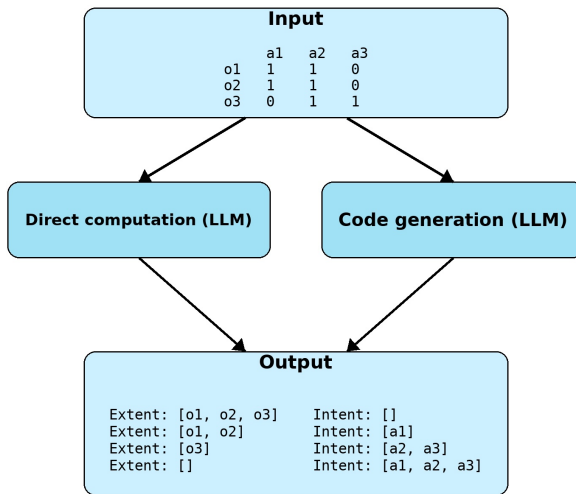 Input
a1 a2 a3
o1 1 1 0
o2 1 1 0
o3 0 1 1
Direct computation (LLM)
Code generation (LLM)
Output
Extent: [o1, o2, o3] Intent: []
Extent: [o1, o2] Intent: [a1]
Extent: [o3] Intent: [a2, a3]
Extent: [] Intent: [a1, a2, a3]